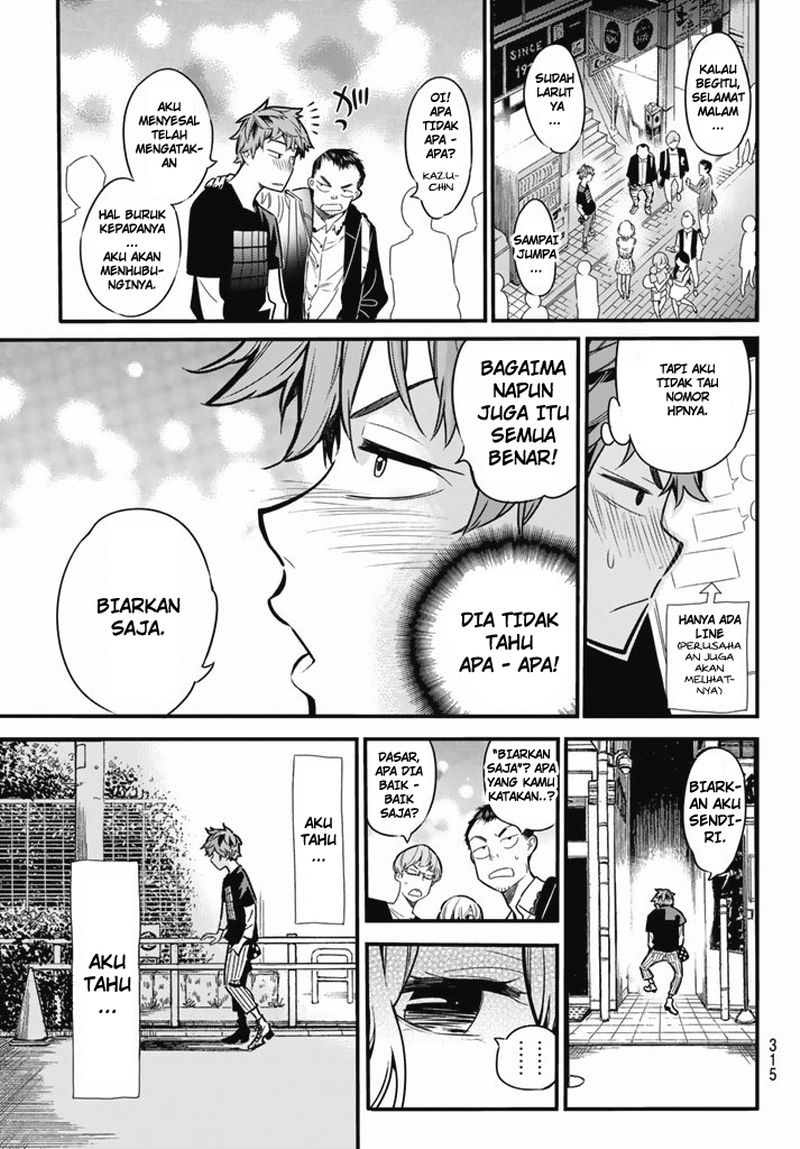 SINCE
197
KALAU
BEGITU,
SELAMAT
MALAM
...
SUDAH
LARUT
YA
...
SAMPAI
JUMPA
...
OI! APA
TIDAK
APA -
APA?
KAZU-
CHIN
AKU
MENYESAL
TELAH
MENGATAK-
AN
HAL BURUK
KEPADANYA
...
AKU AKAN
MENHUBU-
NGINYA.
TAPI AKU
TIDAK TAU
NOMOR
HPNYA.
HANYA ADA
LINE
(PERUSAHA
AN JUGA
AKAN
MELIHAT-
NYA)
BAGAIMA
NAPUN
JUGA ITU
SEMUA
BENAR!
DIA TIDAK
TAHU
APA - APA!
BIARKAN
SAJA.
BIARK-
AN AKU
SENDI-
RI.
"BIARKAN
SAJA"? APA
YANG KAMU
KATAKAN..?
DASAR,
APA DIA
BAIK -
BAIK
SAJA?
......
AKU
TAHU
...
AKU
TAHU
...
315